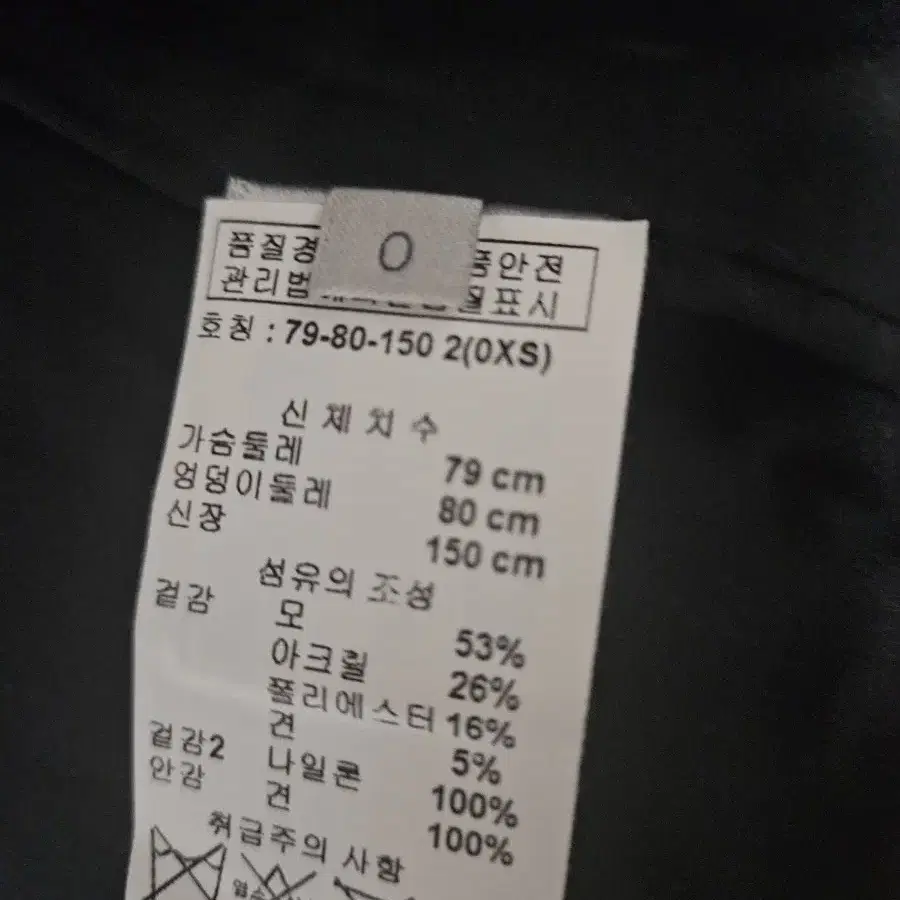 0
품질경 품안전
관리법 물표시
호칭 : 79-80-150 2(0XS)
신체치수
가슴둘레 79 cm
엉덩이둘레 80 cm
신장 150 cm
섬유의 조성
겉감 모 53%
아크릴 26%
폴리에스터 16%
견 5%
겉감2 나일론 100%
안감 견 100%
취급주의 사항